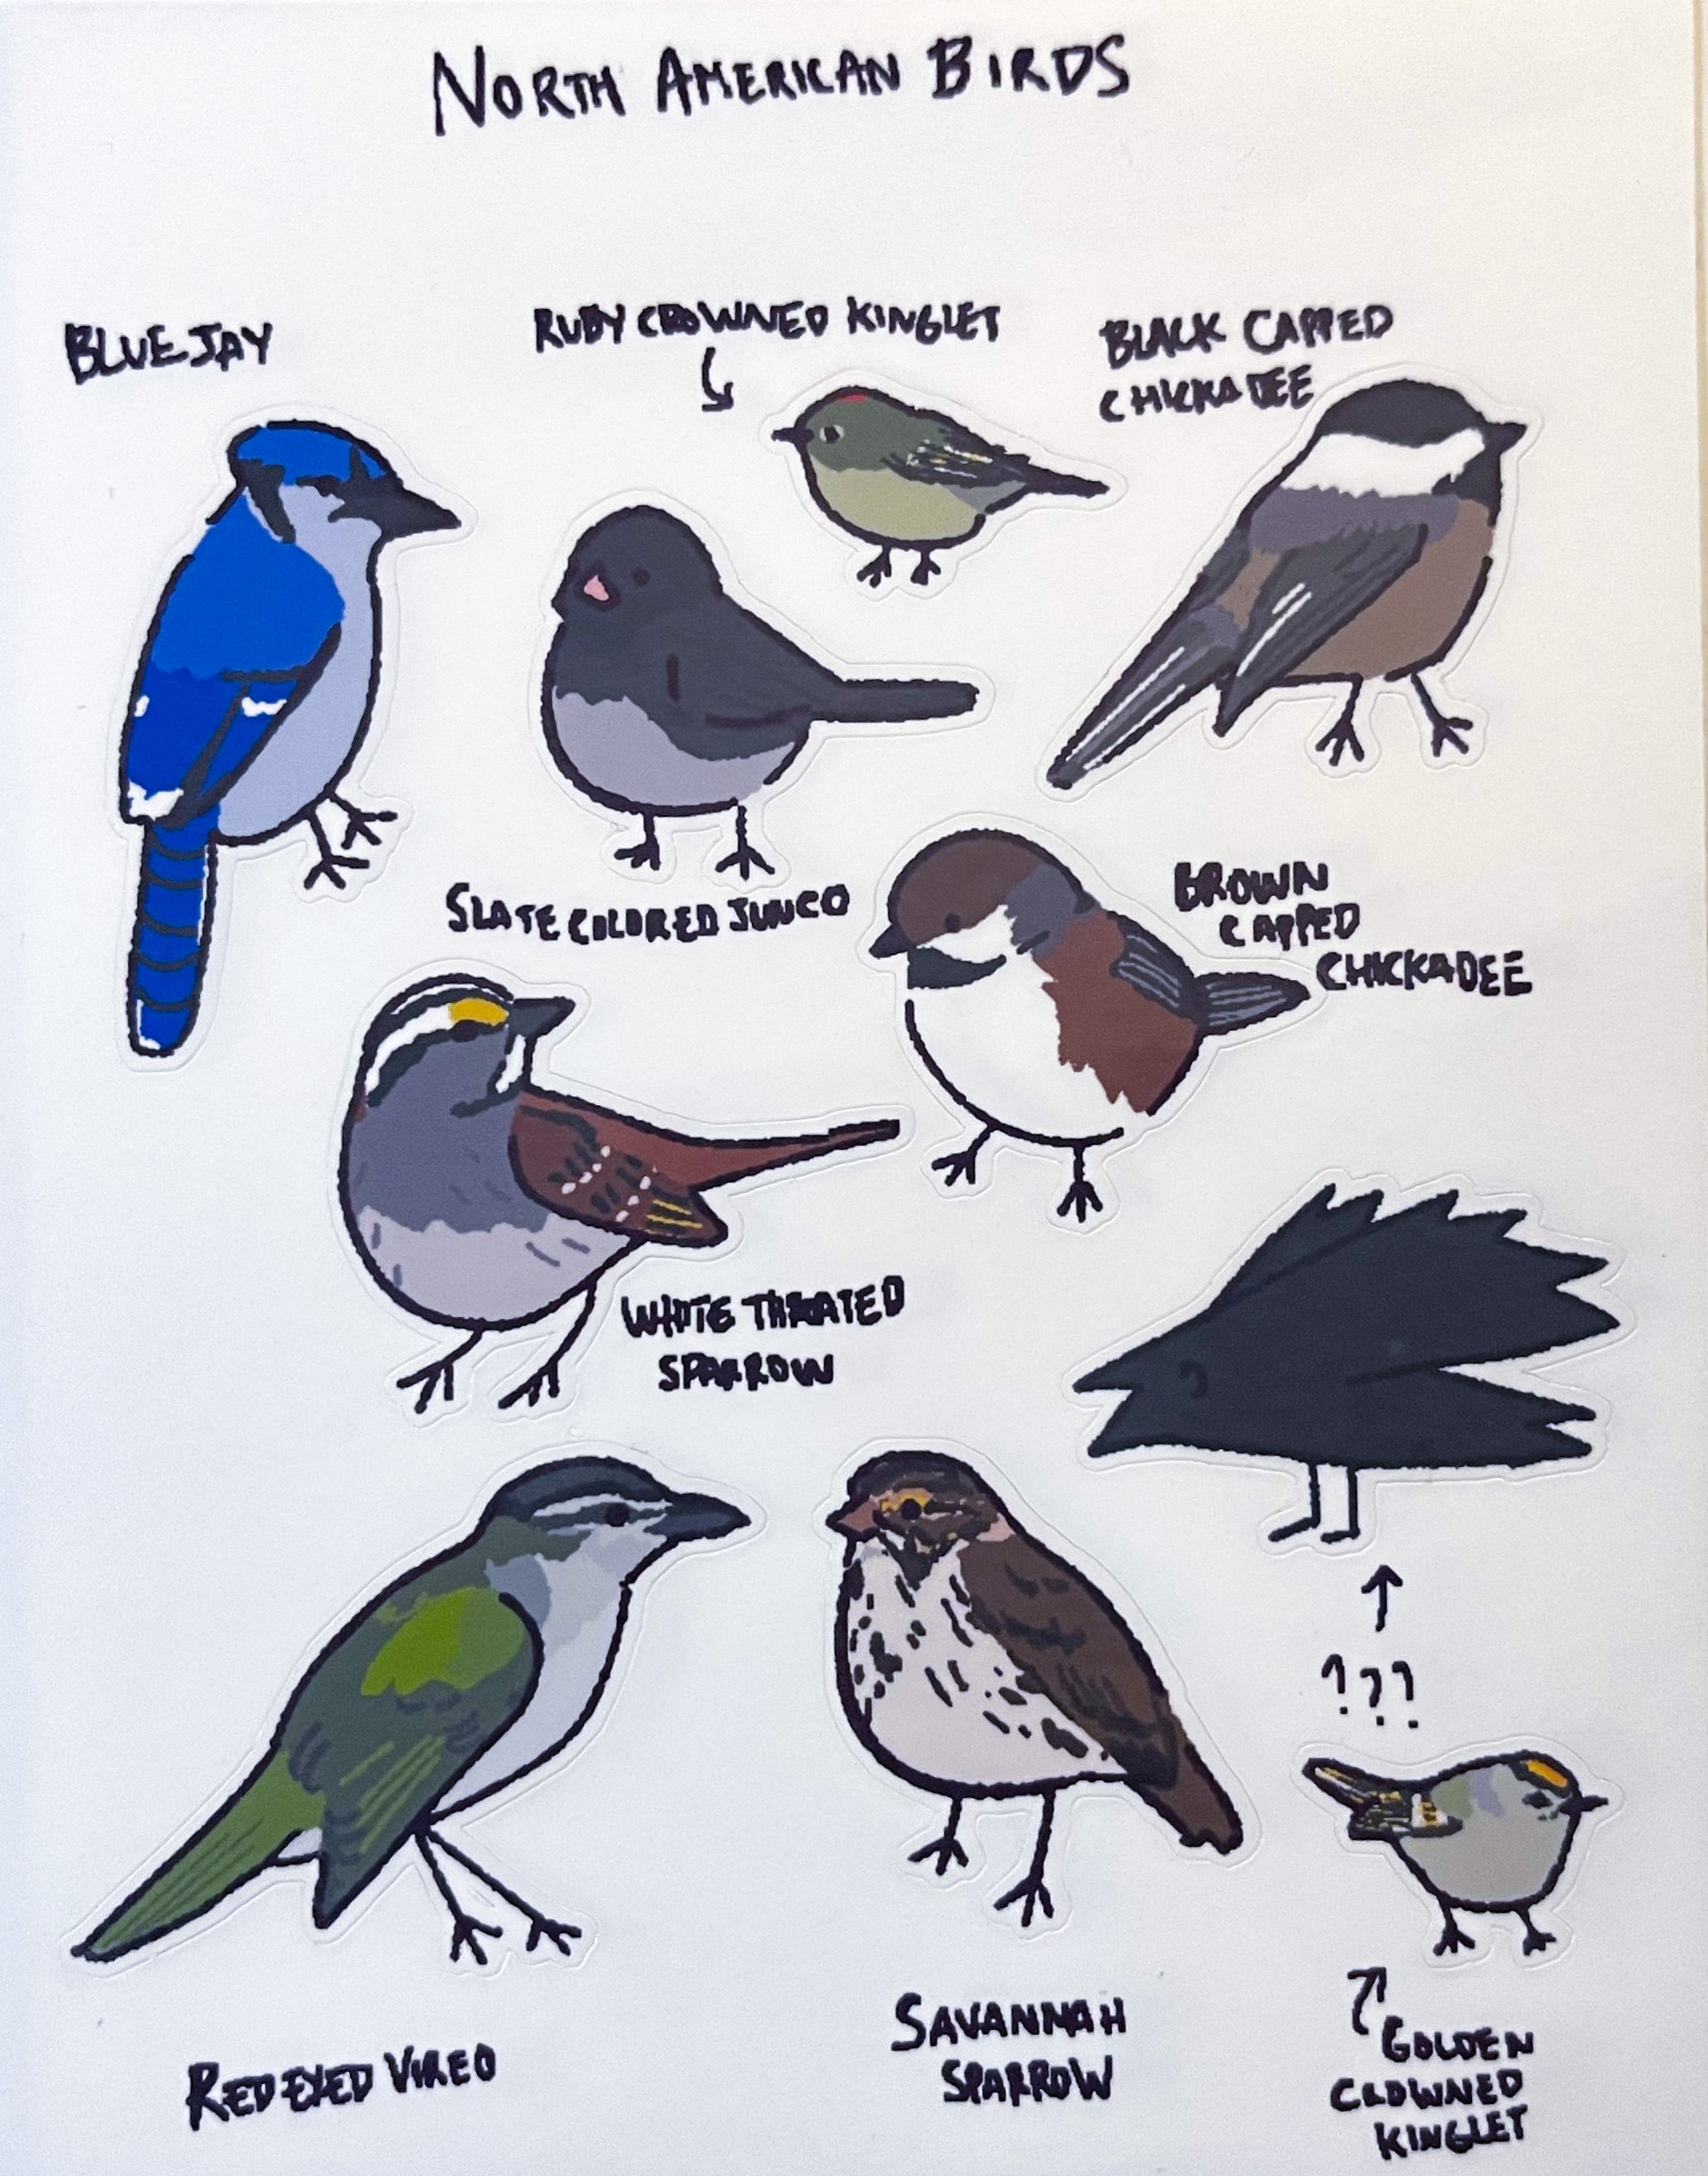 NORTH AMERICAN BIRDS
BLUE JAY
RUBY CROWNED KINGLET
BLACK CAPPED
CHICKADEE
SLATE COLORED JUNCO
BROWN
CAPPED
CHICKADEE
WHITE THROATED
SPARROW
???
RED EYED VIREO
SAVANNAH
SPARROW
GOLDEN
CROWNED
KINGLET